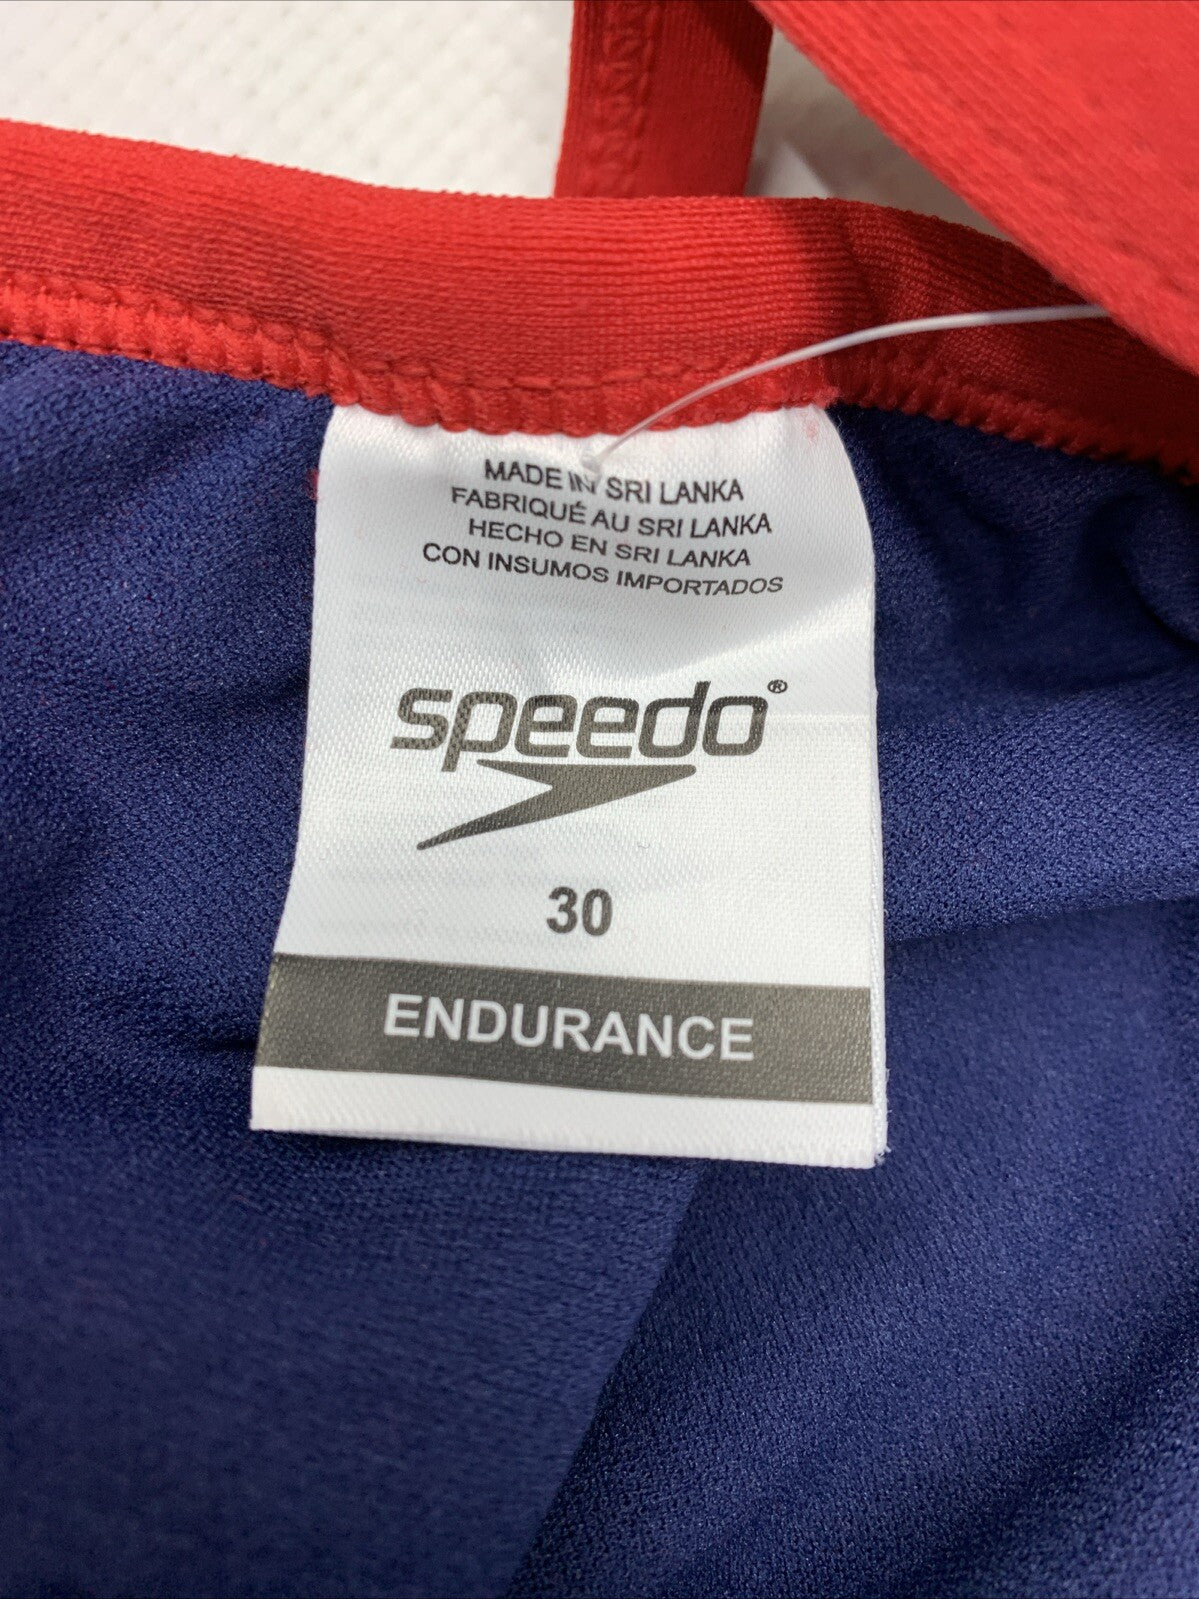 MADE IN SRI LANKA
FABRIQUÉ AU SRI LANKA
HECHO EN SRI LANKA
CON INSUMOS IMPORTADOS
speedo®
30
ENDURANCE